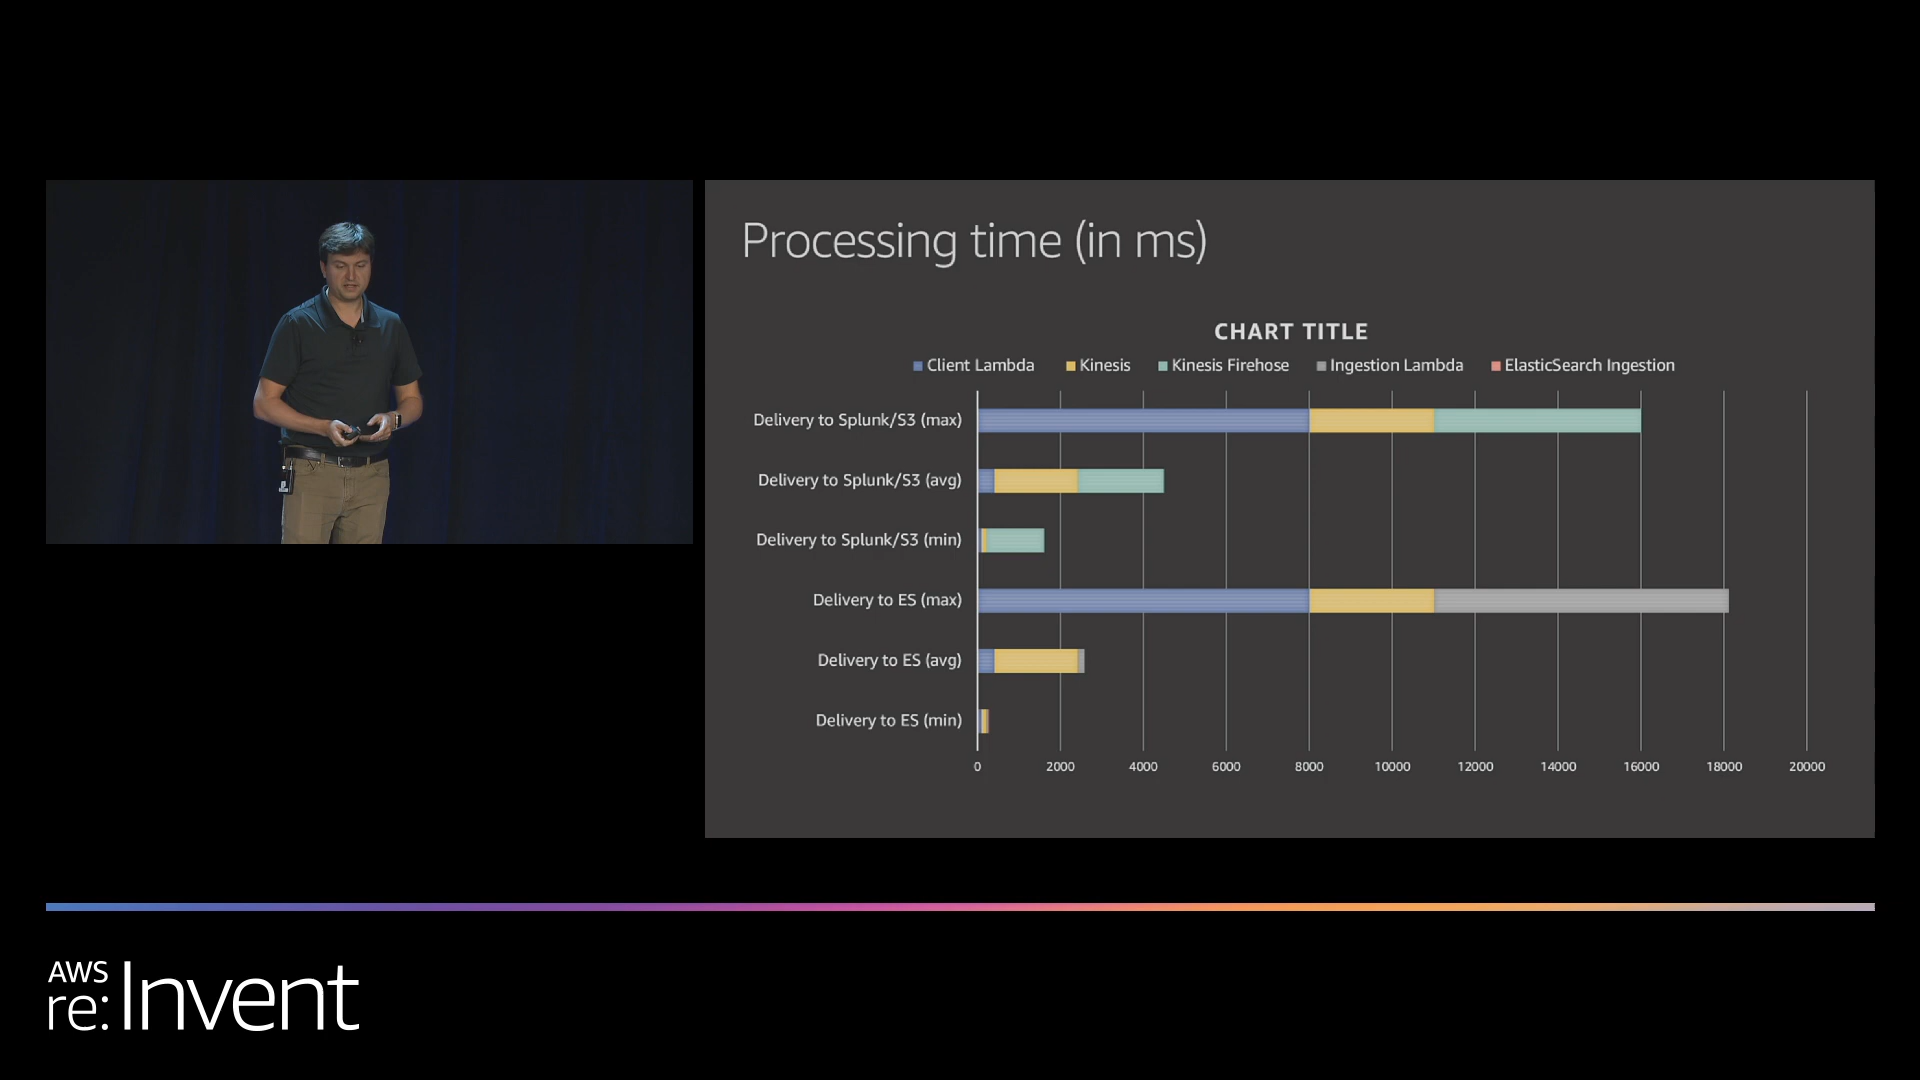 Processing time (in ms)
CHART TITLE
Client Lambda Kinesis Kinesis Firehose Ingestion Lambda ElasticSearch Ingestion
Delivery to Splunk/S3 (max)
Delivery to Splunk/S3 (avg)
Delivery to Splunk/S3 (min)
Delivery to ES (max)
Delivery to ES (avg)
Delivery to ES (min)
0 2000 4000 6000 8000 10000 12000 14000 16000 18000 20000
AWS
re:Invent